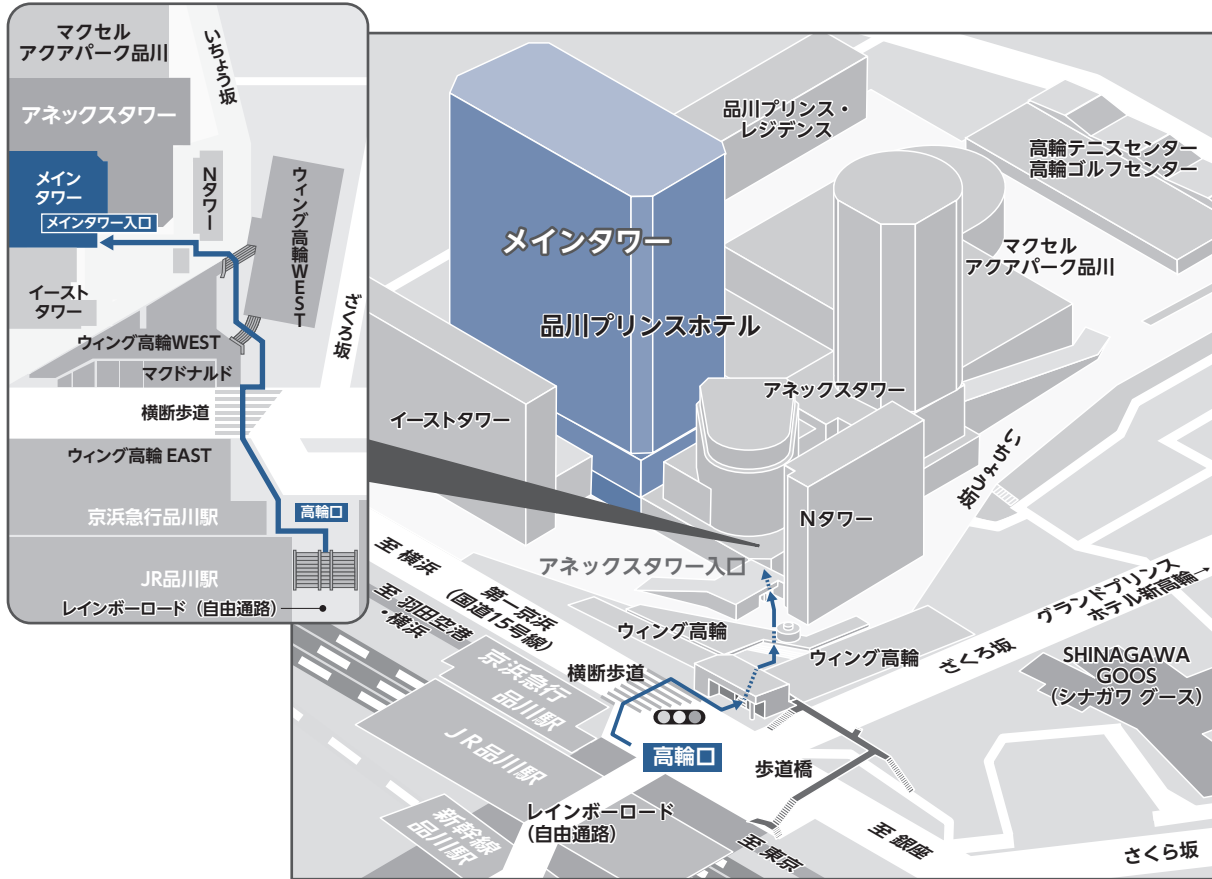 マクセル
アクアパーク品川
いちょう坂
アネックスタワー
メイン
タワー
メインタワー入口
Nタワー
ウィング高輪WEST
ざくろ坂
イースト
タワー
ウィング高輪WEST
マクドナルド
横断歩道
ウィング高輪 EAST
京浜急行品川駅
高輪口
JR品川駅
レインボーロード(自由通路)
品川プリンス・
レジデンス
高輪テニスセンター
高輪ゴルフセンター
メインタワー
マクセル
アクアパーク品川
品川プリンスホテル
アネックスタワー
イーストタワー
いちょう坂
Nタワー
アネックスタワー入口
至 横浜
第一京浜
(国道15号線)
至 羽田空港
・横浜
グランドプリンス
ホテル新高輪→
ウィング高輪
ウィング高輪
ざくろ坂
SHINAGAWA
GOOS
(シナガワ グース)
京浜急行
品川駅
横断歩道
JR品川駅
高輪口
歩道橋
レインボーロード
(自由通路)
新幹線
品川駅
至 東京
至 銀座
さくら坂